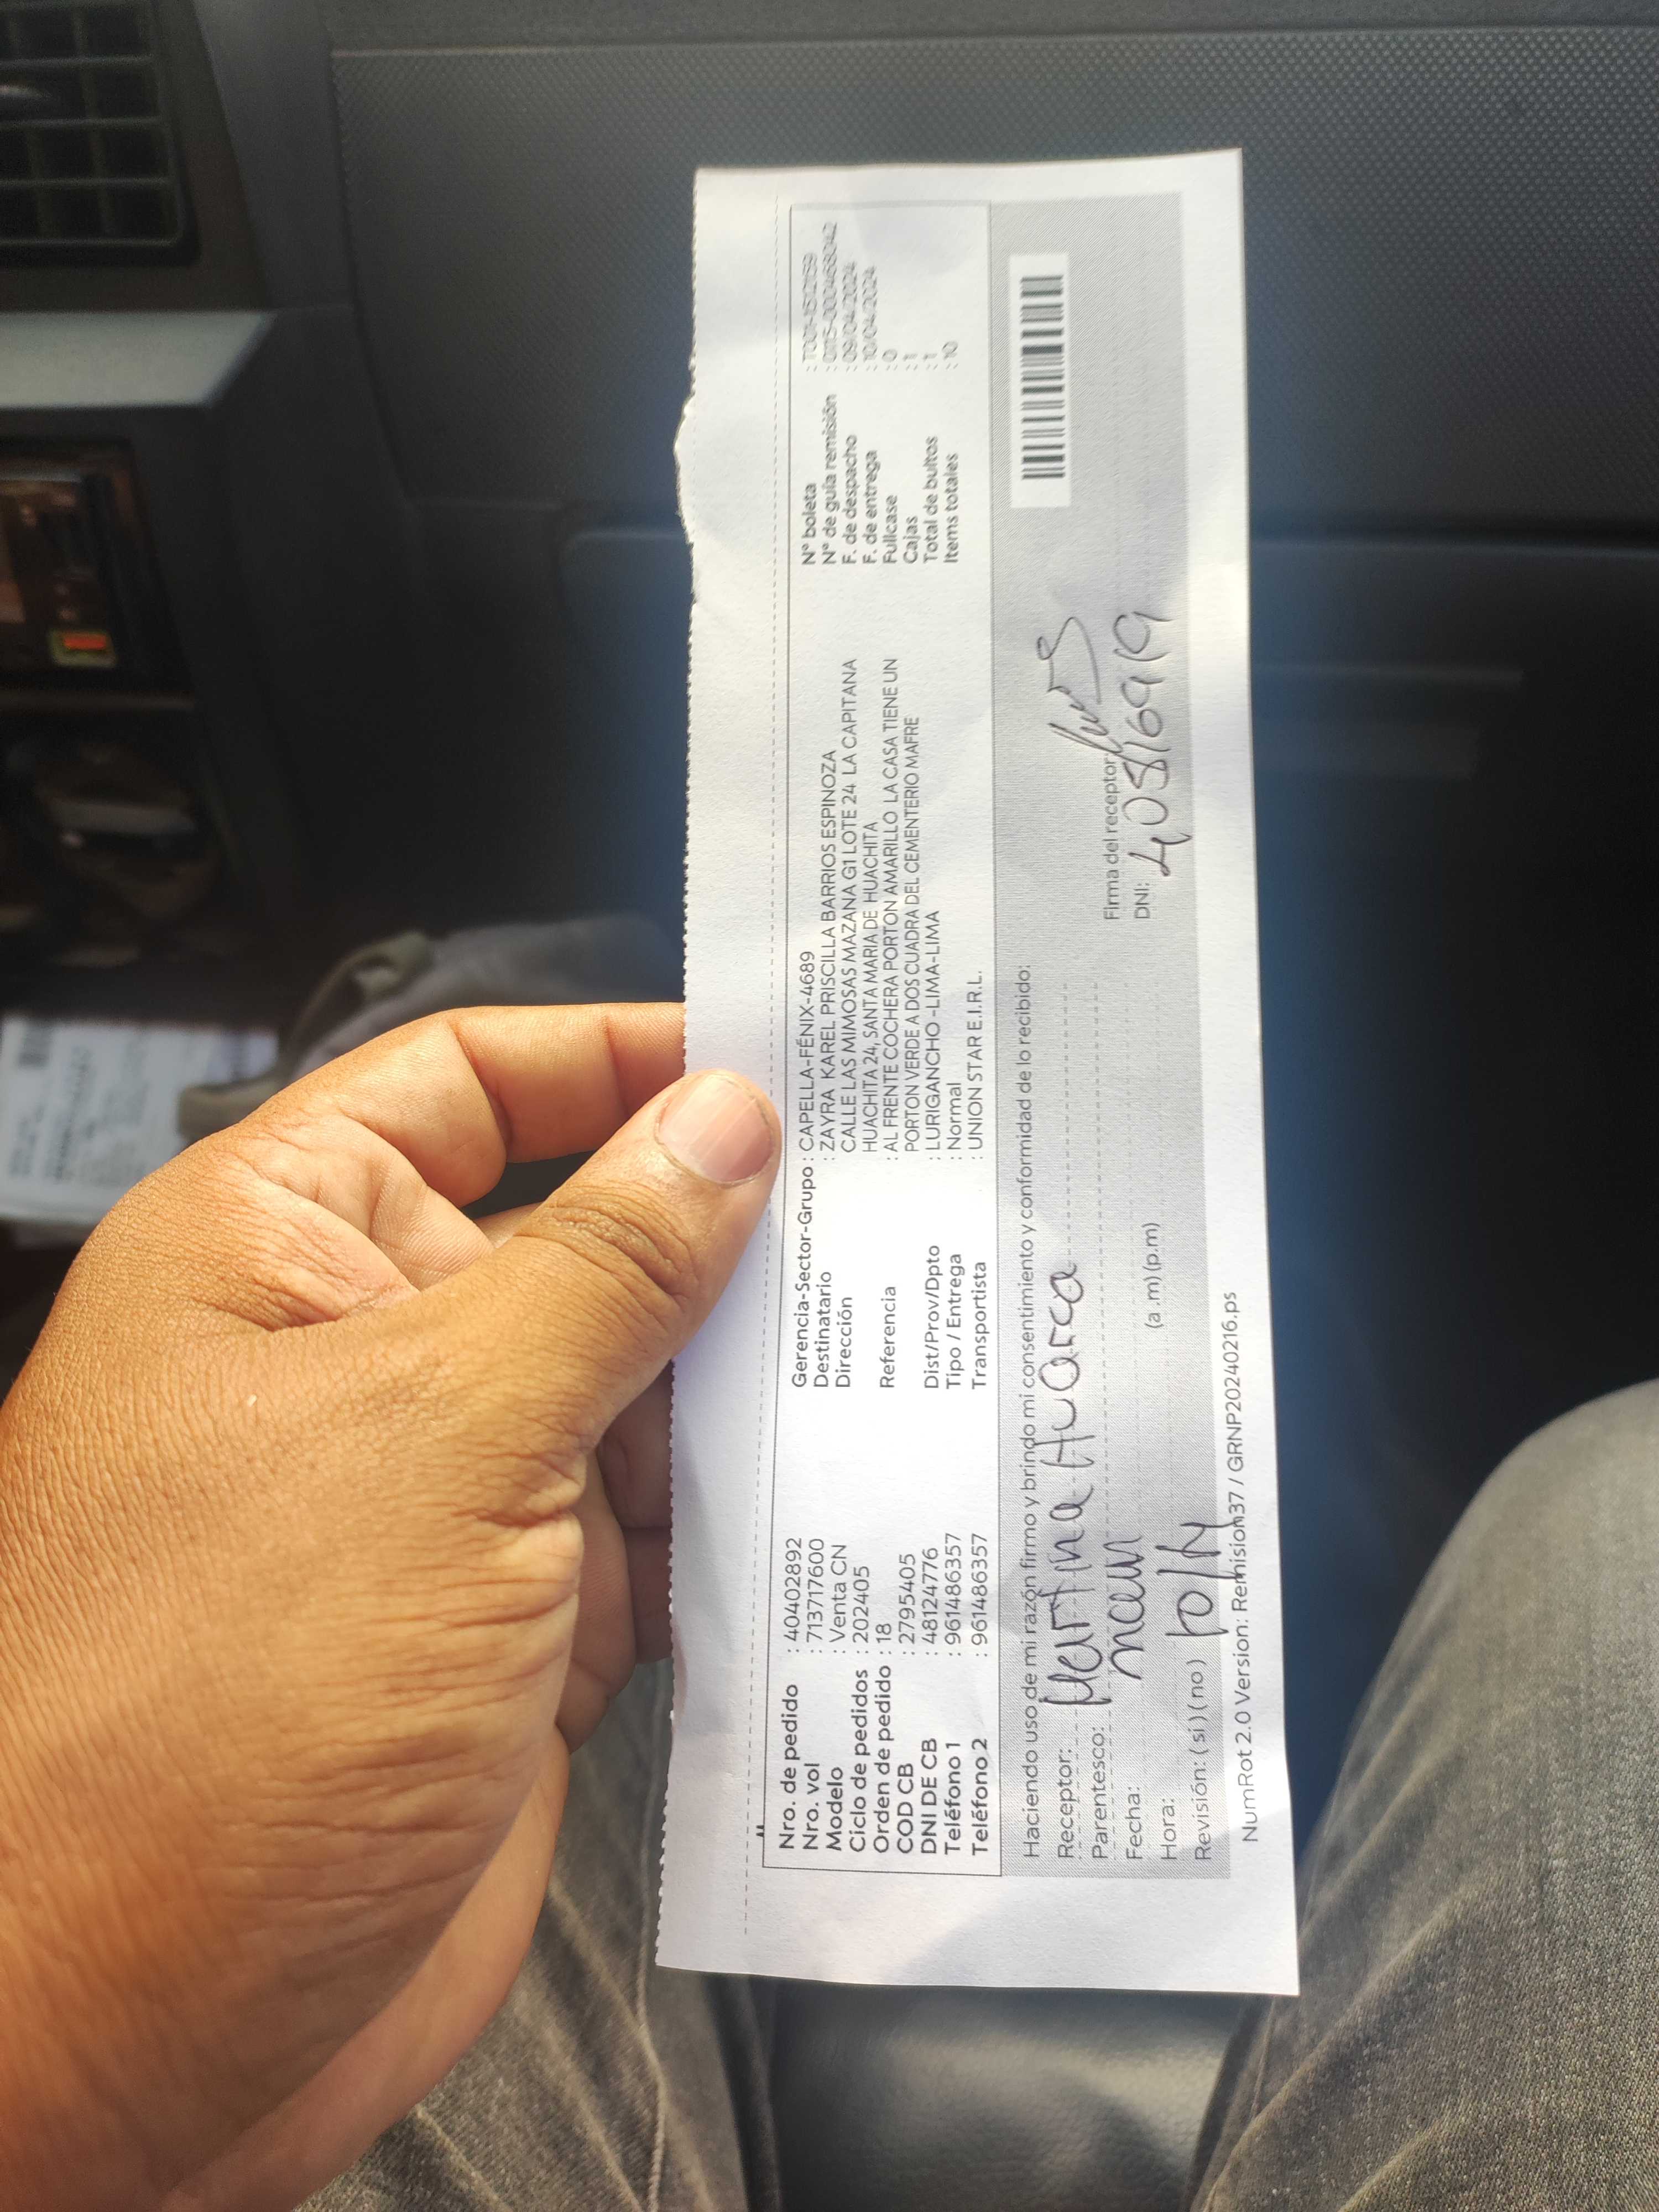 Nro. de pedido : 40402892
Nro. vol : 713717600
Modelo : Venta CN
Ciclo de pedidos : 202405
Orden de pedido : 18
COD CB : 2795405
DNI DE CB : 48124776
Teléfono 1 : 961486357
Teléfono 2 : 961486357
Gerencia-Sector-Grupo : CAPELLA-FÉNIX-4689
Destinatario : ZAYRA KAREL PRISCILLA BARRIOS ESPINOZA
Dirección : CALLE LAS MIMOSAS MAZANA G1 LOTE 24 LA CAPITANA
HUACHITA 24, SANTA MARIA DE HUACHITA
Referencia : AL FRENTE COCHERA PORTON AMARILLO LA CASA TIENE UN
PORTON VERDE A DOS CUADRA DEL CEMENTERIO MAFRE
Dist/Prov/Dpto : LURIGANCHO-LIMA-LIMA
Tipo / Entrega : Normal
Transportista : UNION STAR E.I.R.L.
N° boleta
N° de guía remisión
F. de despacho : 09/04/2024
F. de entrega : 10/04/2024
Fullcase : 0
Cajas : 1
Total de bultos : 1
Items totales : 10
Haciendo uso de mi razón firmo y brindo mi consentimiento y conformidad de lo recibido:
Receptor: Martina Huarca
Parentesco:
Fecha:
Hora: 10/4 (a.m) (p.m)
Revisión: (si) (no)
Firma del receptor
DNI: 40816919
NumRot 2.0 Version: Remision37 / GRNP20240216.ps